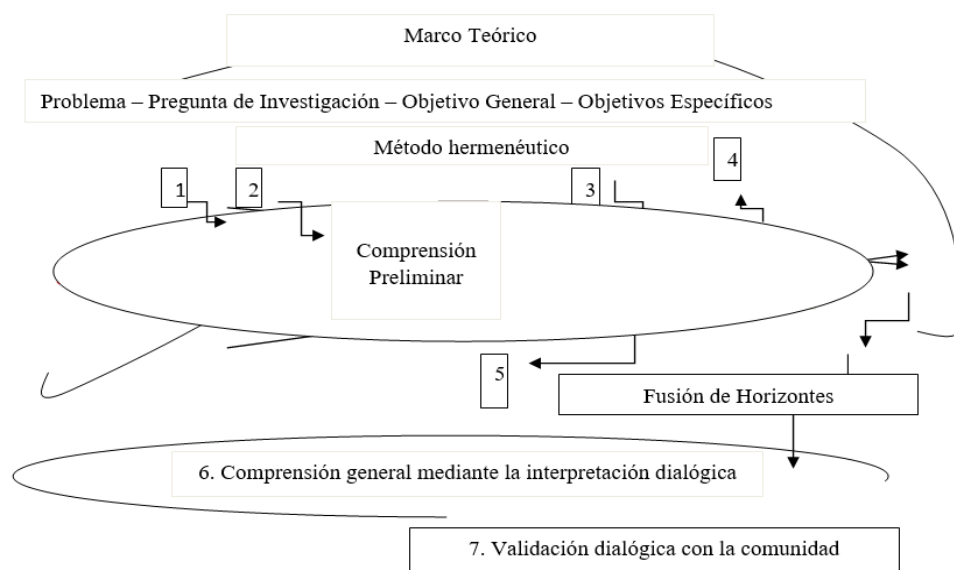 Marco Teórico
Problema – Pregunta de Investigación – Objetivo General – Objetivos Específicos
Método hermenéutico
1
2
3
4
Comprensión
Preliminar
5
Fusión de Horizontes
6. Comprensión general mediante la interpretación dialógica
7. Validación dialógica con la comunidad